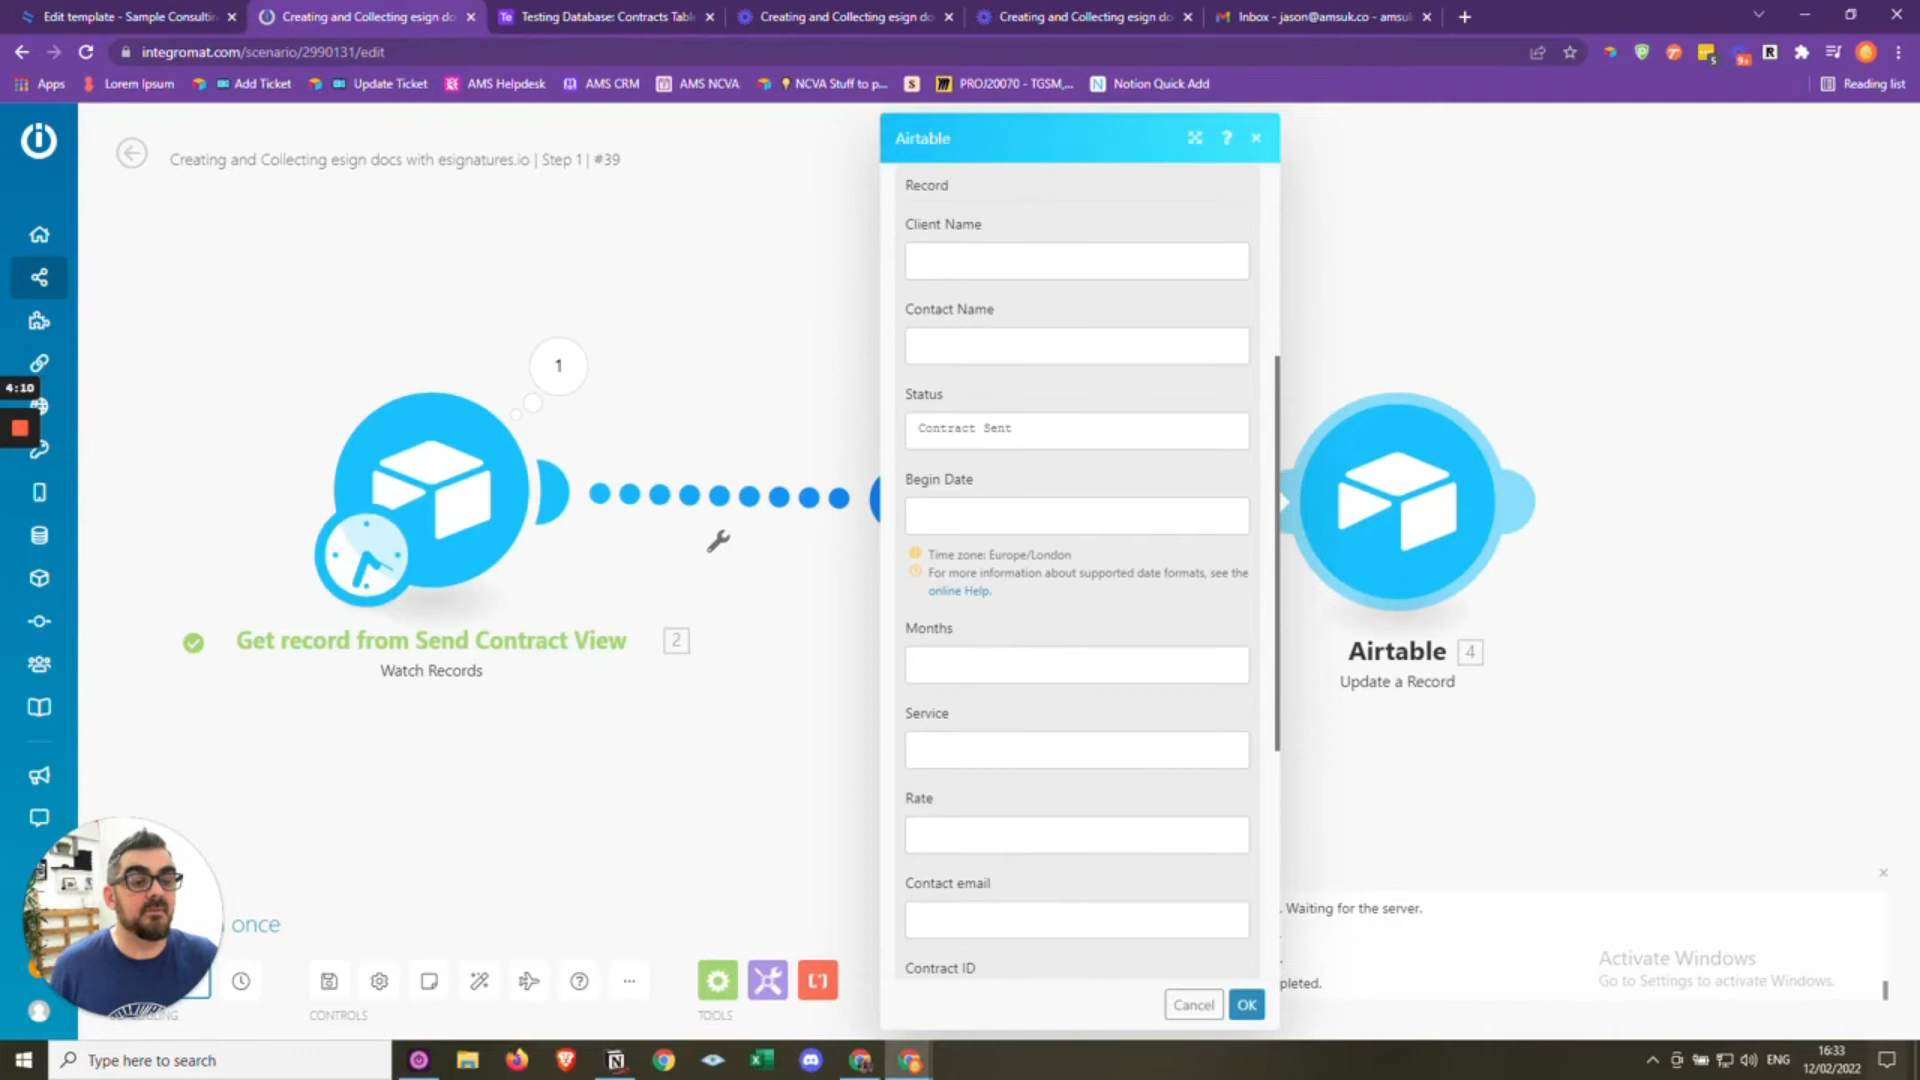 Edit template - Sample Consultin
Creating and Collecting esign do
Te Testing Database: Contracts Tabl
Creating and Collecting esign do
Creating and Collecting esign do
Inbox - jason@amsuk.co - amsuk
integromat.com/scenario/2990131/edit
Apps
Lorem Ipsum
Add Ticket
Update Ticket
AMS Helpdesk
AMS CRM
AMS NCVA
NCVA Stuff to p...
S
PROJ20070 - TGSM,...
N Notion Quick Add
Reading list
5
9+
R
Creating and Collecting esign docs with esignatures.io | Step 1 | #39
Airtable
?
Record
Client Name
Contact Name
Status
Contract Sent
Begin Date
Time zone: Europe/London
For more information about supported date formats, see the
online Help.
Months
Service
Rate
Contact email
Contract ID
Cancel
OK
1
4:10
Get record from Send Contract View
2
Watch Records
Airtable
4
Update a Record
once
. Waiting for the server.
pleted.
Activate Windows
Go to Settings to activate Windows.
CONTROLS
TOOLS
Type here to search
ENG
16:33
12/02/2022